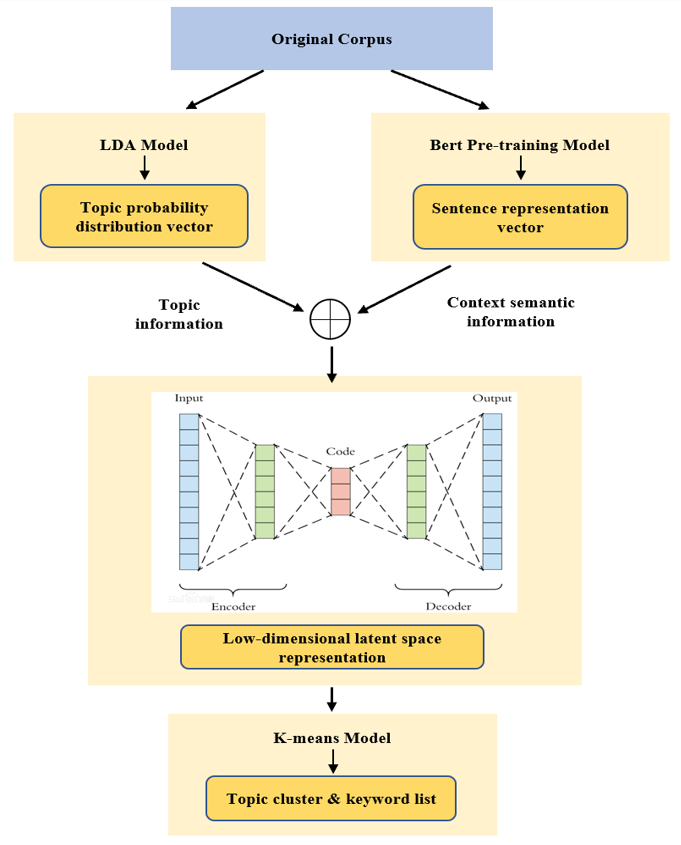 Original Corpus
LDA Model
Topic probability
distribution vector
Bert Pre-training Model
Sentence representation
vector
Topic
information
Context semantic
information
Input
Output
Code
Encoder
Decoder
Low-dimensional latent space
representation
K-means Model
Topic cluster & keyword list